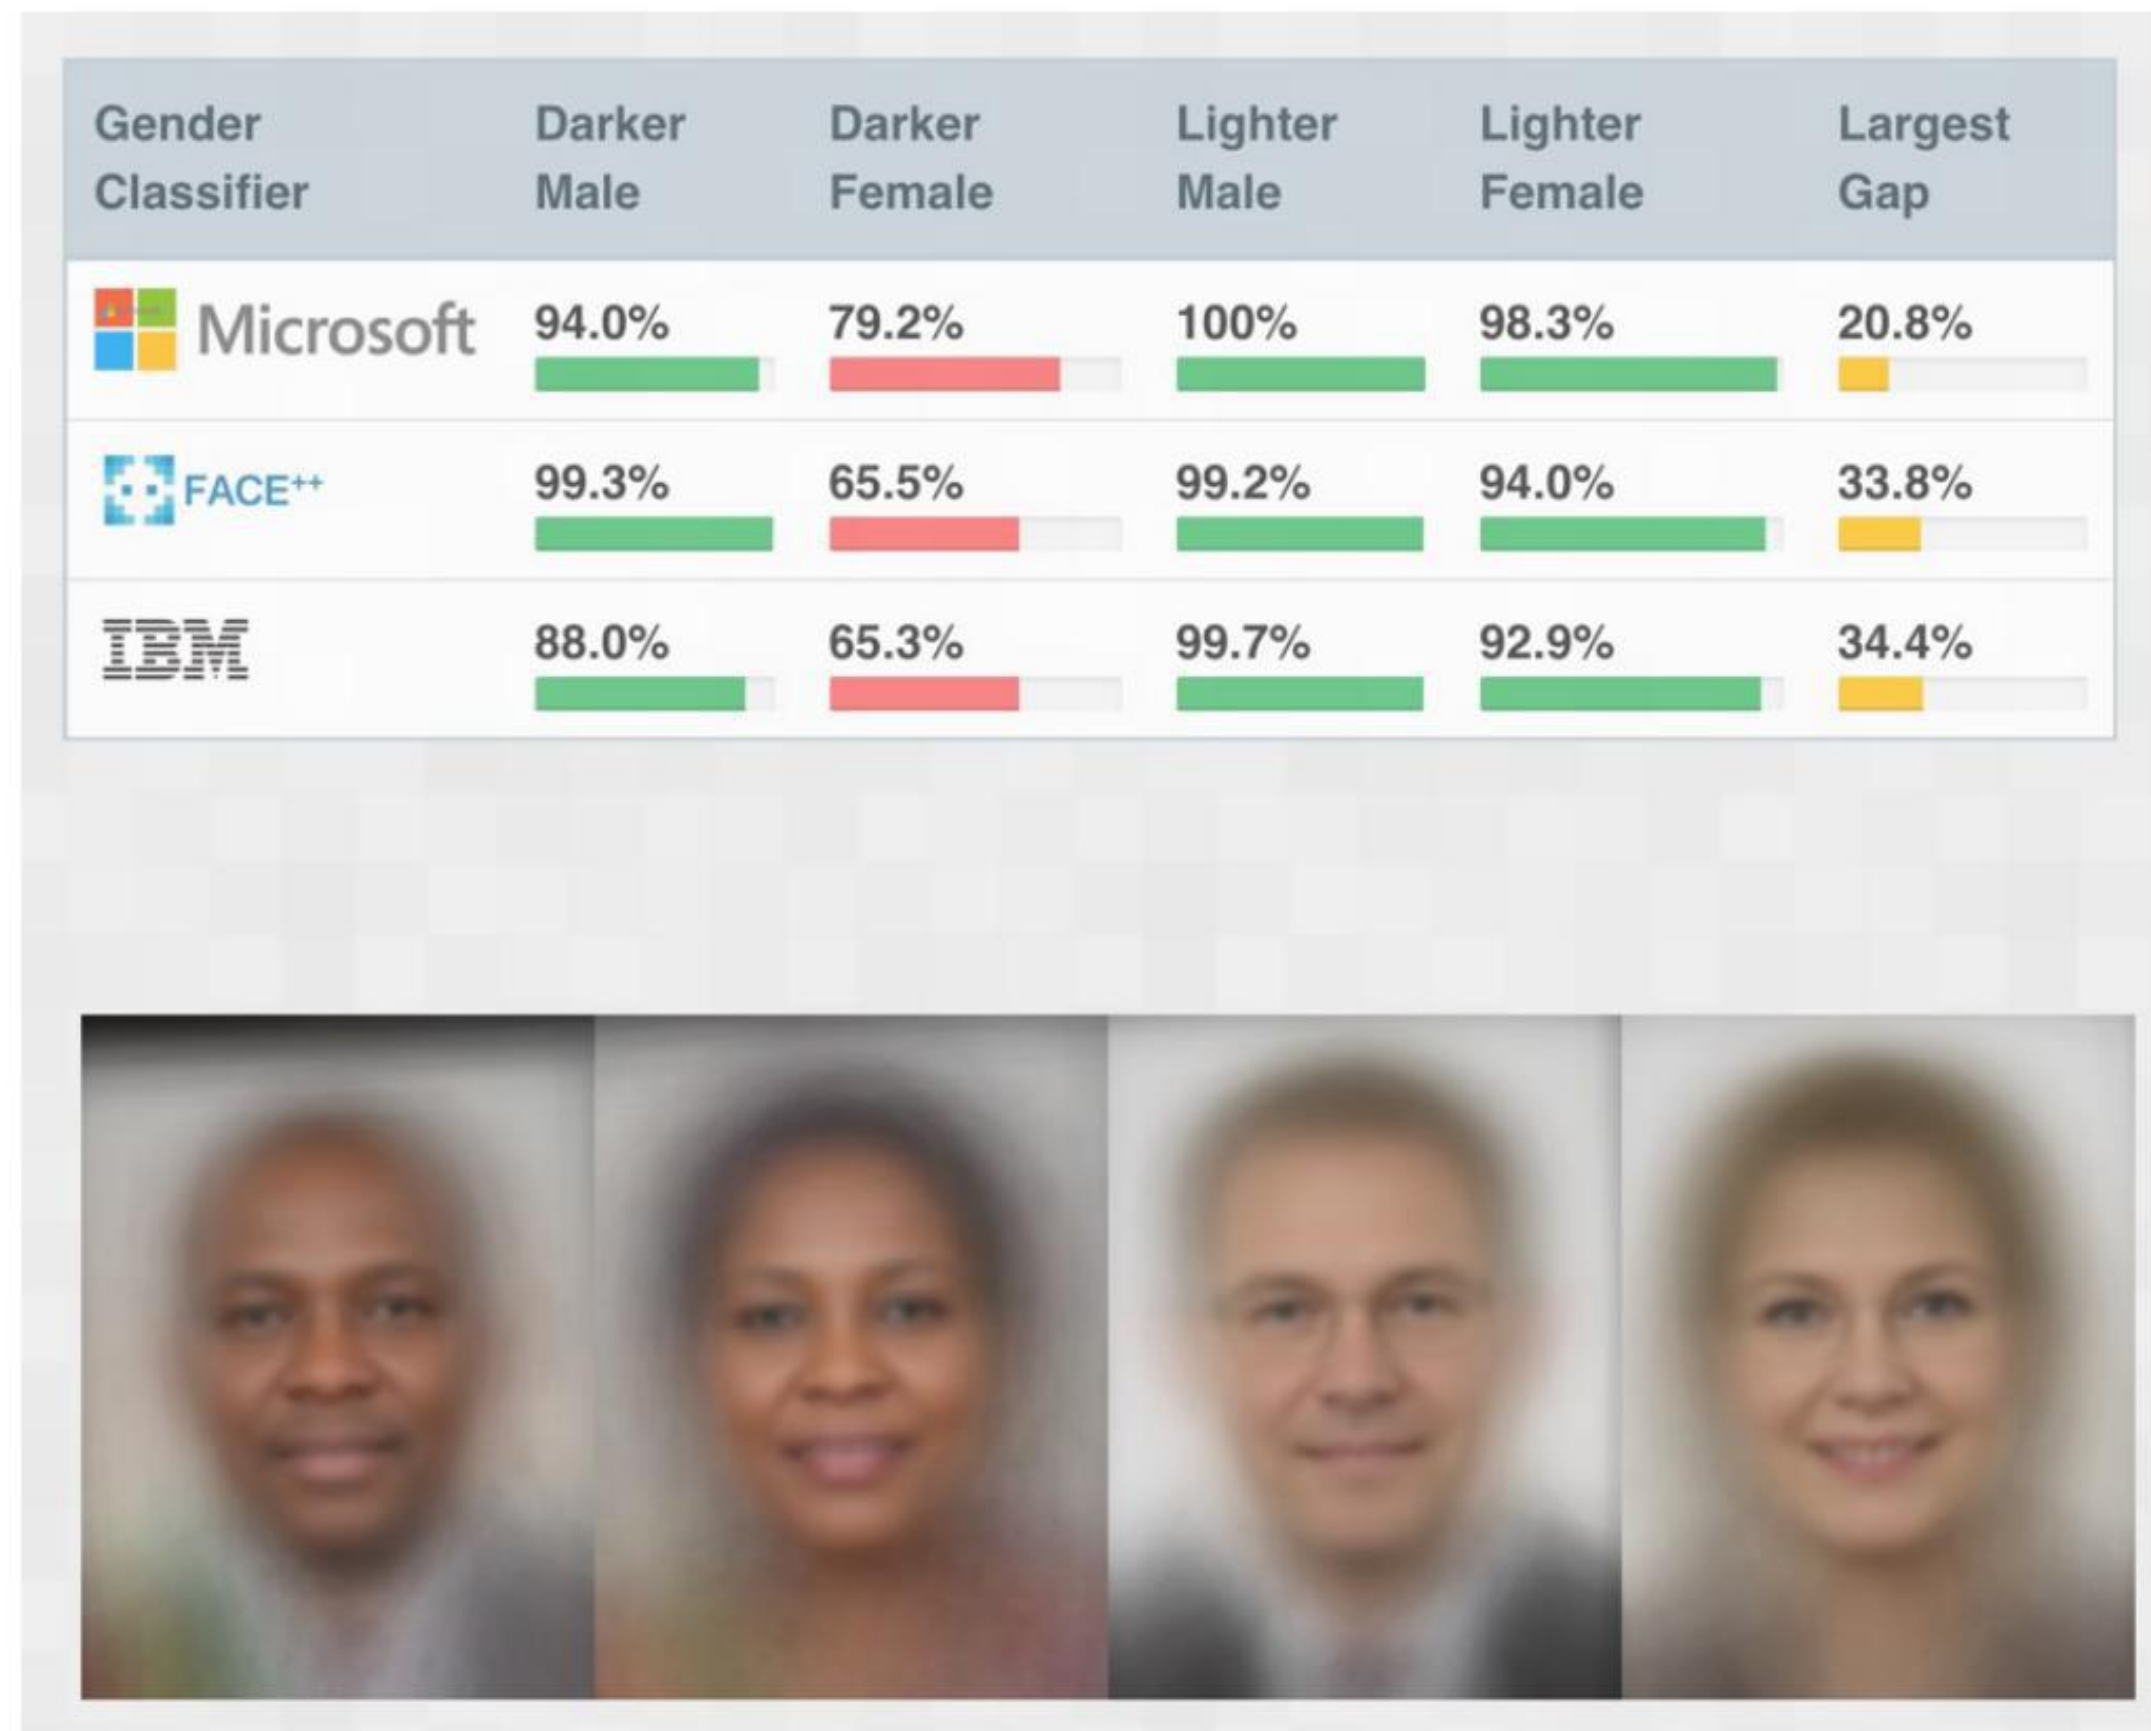 Gender Classifier
Darker Male
Darker Female
Lighter Male
Lighter Female
Largest Gap
Microsoft 94.0% 79.2% 100% 98.3% 20.8%
FACE++ 99.3% 65.5% 99.2% 94.0% 33.8%
IBM 88.0% 65.3% 99.7% 92.9% 34.4%